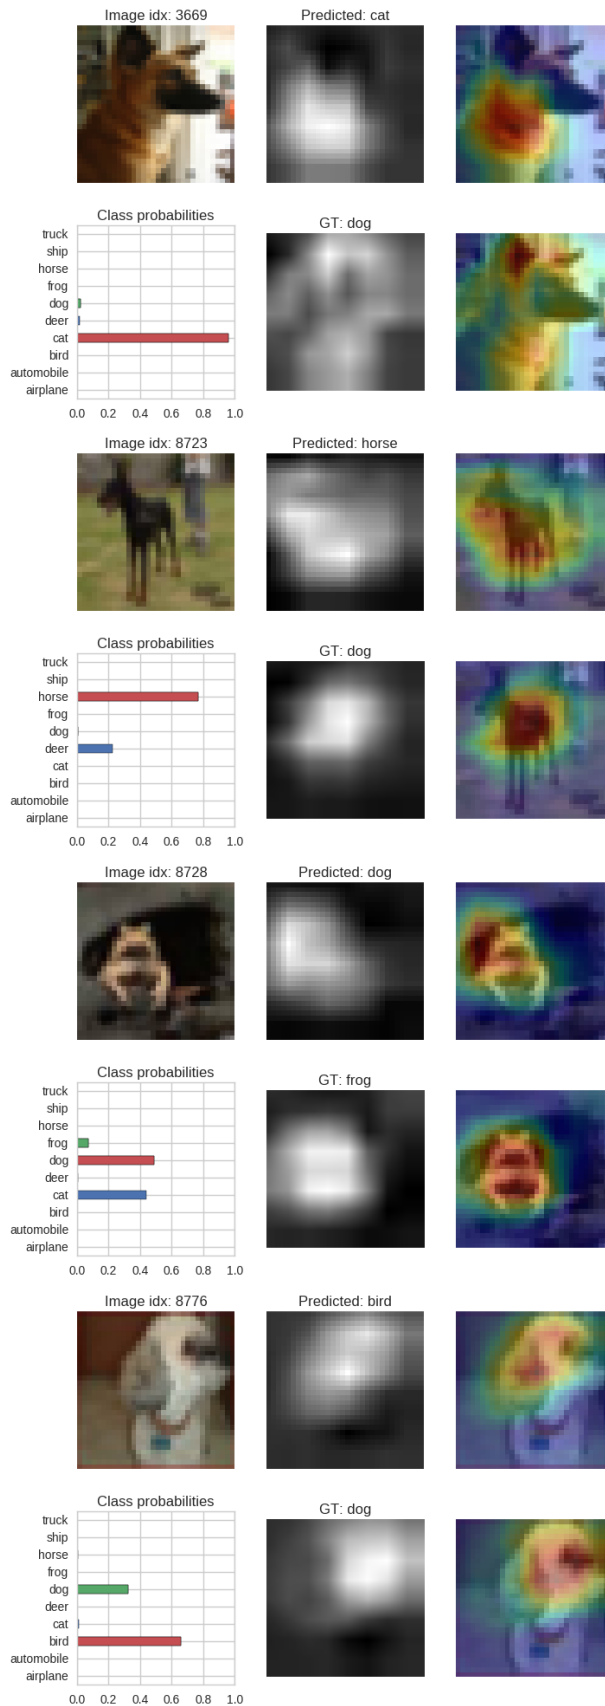 Image idx: 3669
Predicted: cat
Class probabilities
GT: dog
truck
ship
horse
frog
dog
deer
cat
bird
automobile
airplane
0.0 0.2 0.4 0.6 0.8 1.0
Image idx: 8723
Predicted: horse
Class probabilities
GT: dog
truck
ship
horse
frog
dog
deer
cat
bird
automobile
airplane
0.0 0.2 0.4 0.6 0.8 1.0
Image idx: 8728
Predicted: dog
Class probabilities
GT: frog
truck
ship
horse
frog
dog
deer
cat
bird
automobile
airplane
0.0 0.2 0.4 0.6 0.8 1.0
Image idx: 8776
Predicted: bird
Class probabilities
GT: dog
truck
ship
horse
frog
dog
deer
cat
bird
automobile
airplane
0.0 0.2 0.4 0.6 0.8 1.0